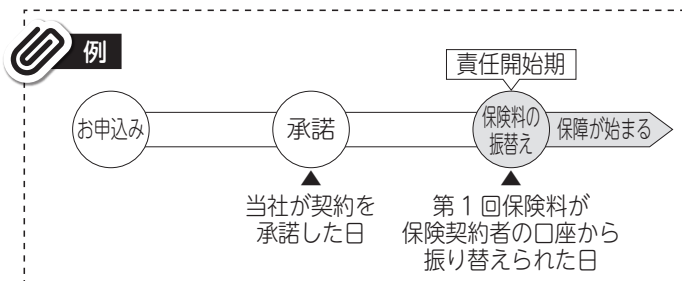 例
責任開始期
お申込み
承諾
保険料の
振替え
保障が始まる
当社が契約を
承諾した日
第1回保険料が
保険契約者の口座から
振り替えられた日